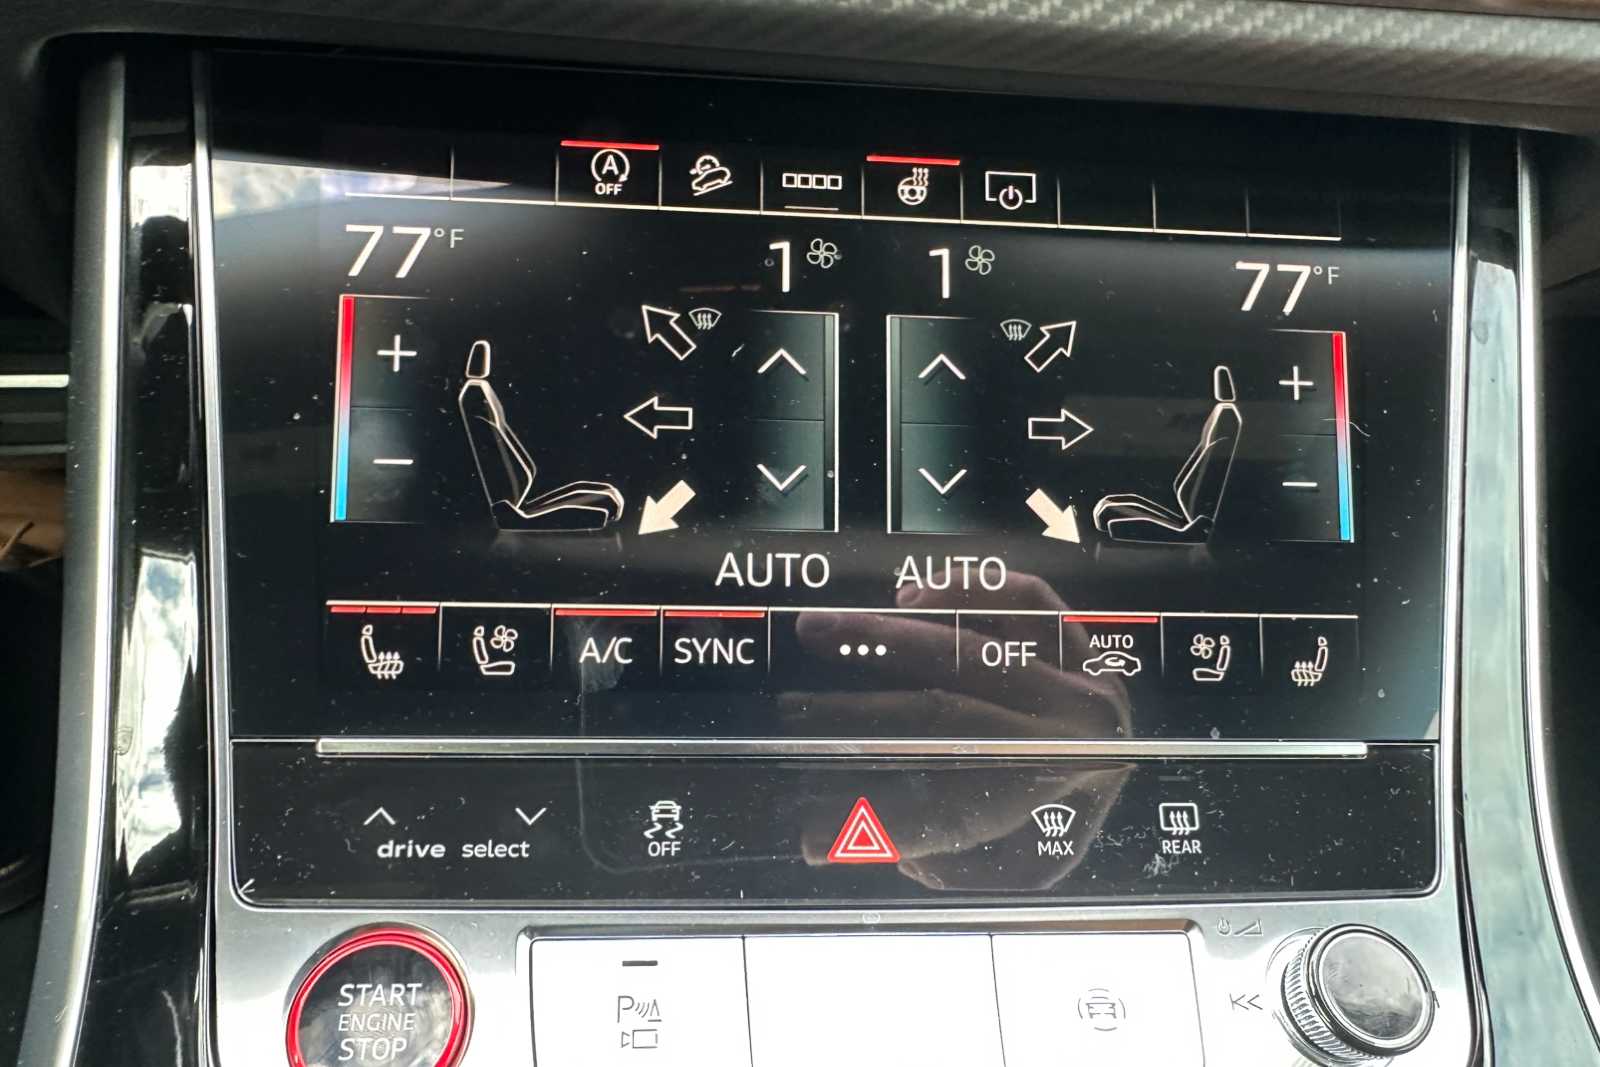 A
OFF
77°F
1
1
77°F
AUTO
AUTO
A/C
SYNC
OFF
AUTO
drive select
OFF
MAX
REAR
START
ENGINE
STOP
P